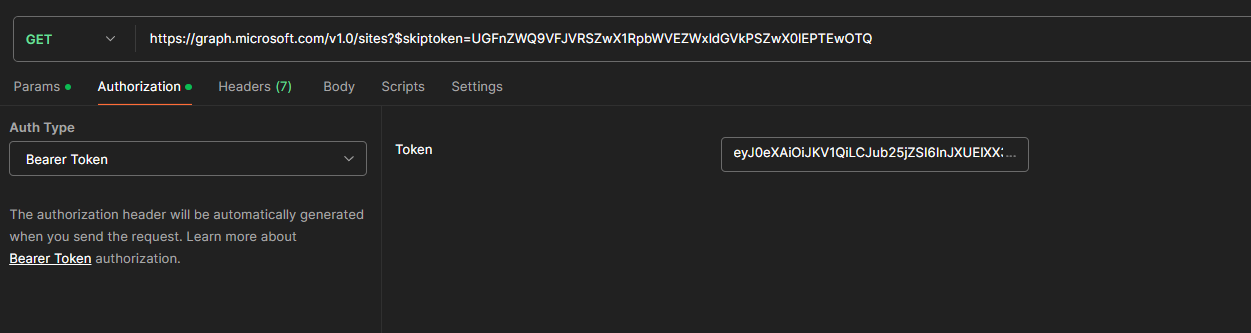 GET https://graph.microsoft.com/v1.0/sites?$skiptoken=UGFnZWQ9VFJVRSZwX1RpbWVEZWxldGVkPSZwX0lEPTEwOTQ
Params Authorization Headers (7) Body Scripts Settings
Auth Type
Bearer Token
The authorization header will be automatically generated
when you send the request. Learn more about
Bearer Token authorization.
Token
eyJ0eXAiOiJKV1QiLCJub25jZSI6InJXUElXX...